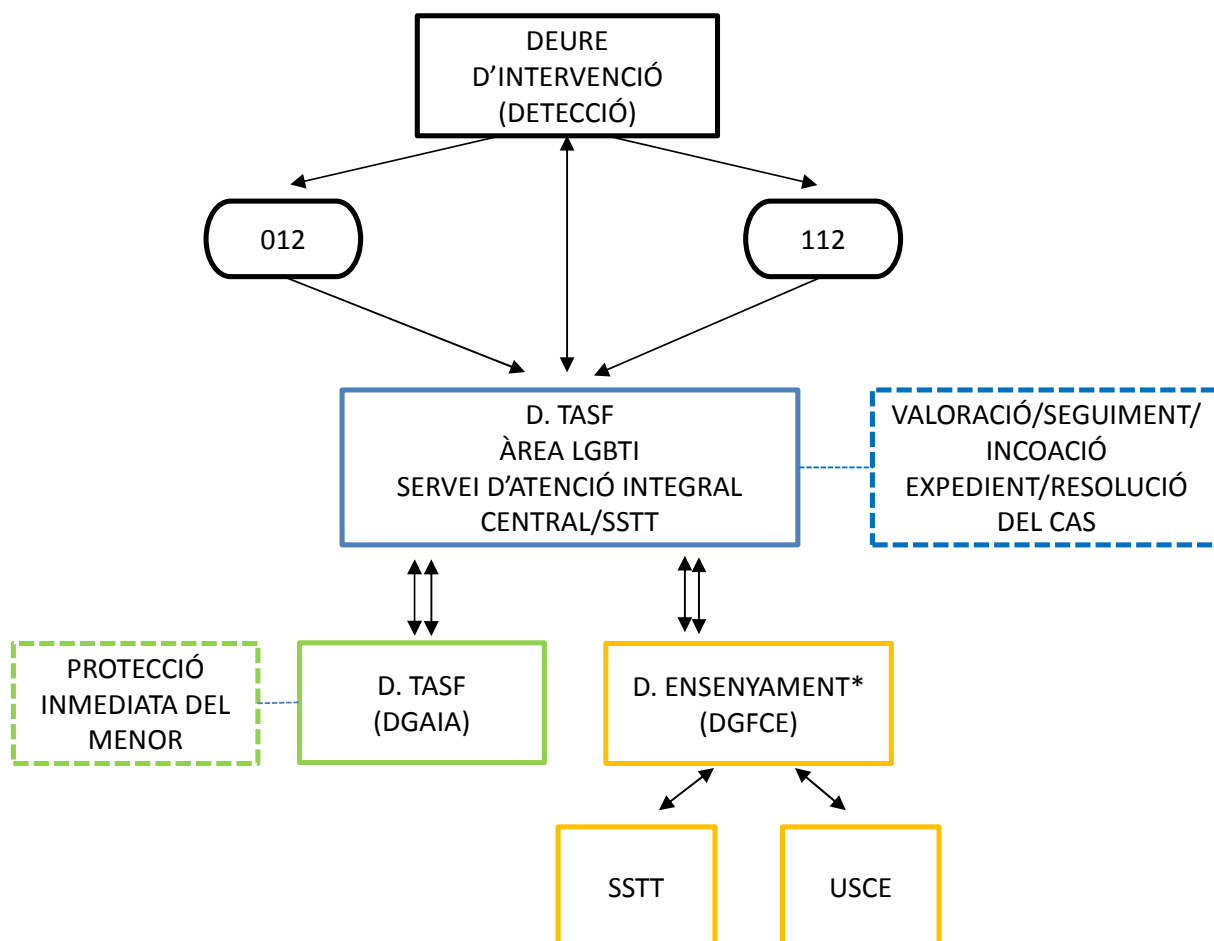 DEURE
D’INTERVENCIÓ
(DETECCIÓ)
012
112
D. TASF
ÀREA LGBTI
SERVEI D’ATENCIÓ INTEGRAL
CENTRAL/SSTT
VALORACIÓ/SEGUIMENT/
INCOACIÓ
EXPEDIENT/RESOLUCIÓ
DEL CAS
PROTECCIÓ
INMEDIATA DEL
MENOR
D. TASF
(DGAIA)
D. ENSENYAMENT*
(DGFCE)
SSTT
USCE